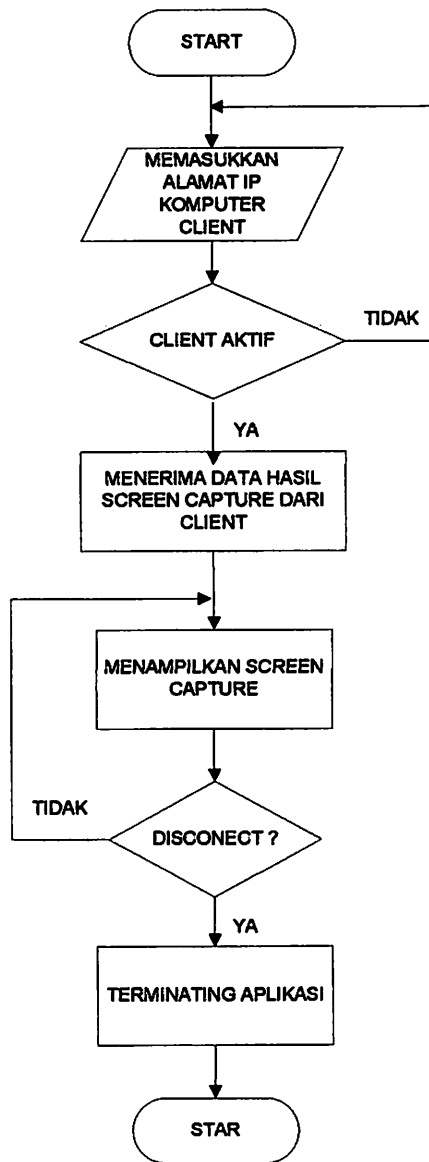 START
MEMASUKKAN
ALAMAT IP
KOMPUTER
CLIENT
CLIENT AKTIF
TIDAK
YA
MENERIMA DATA HASIL
SCREEN CAPTURE DARI
CLIENT
MENAMPILKAN SCREEN
CAPTURE
TIDAK
DISCONECT ?
YA
TERMINATING APLIKASI
STAR